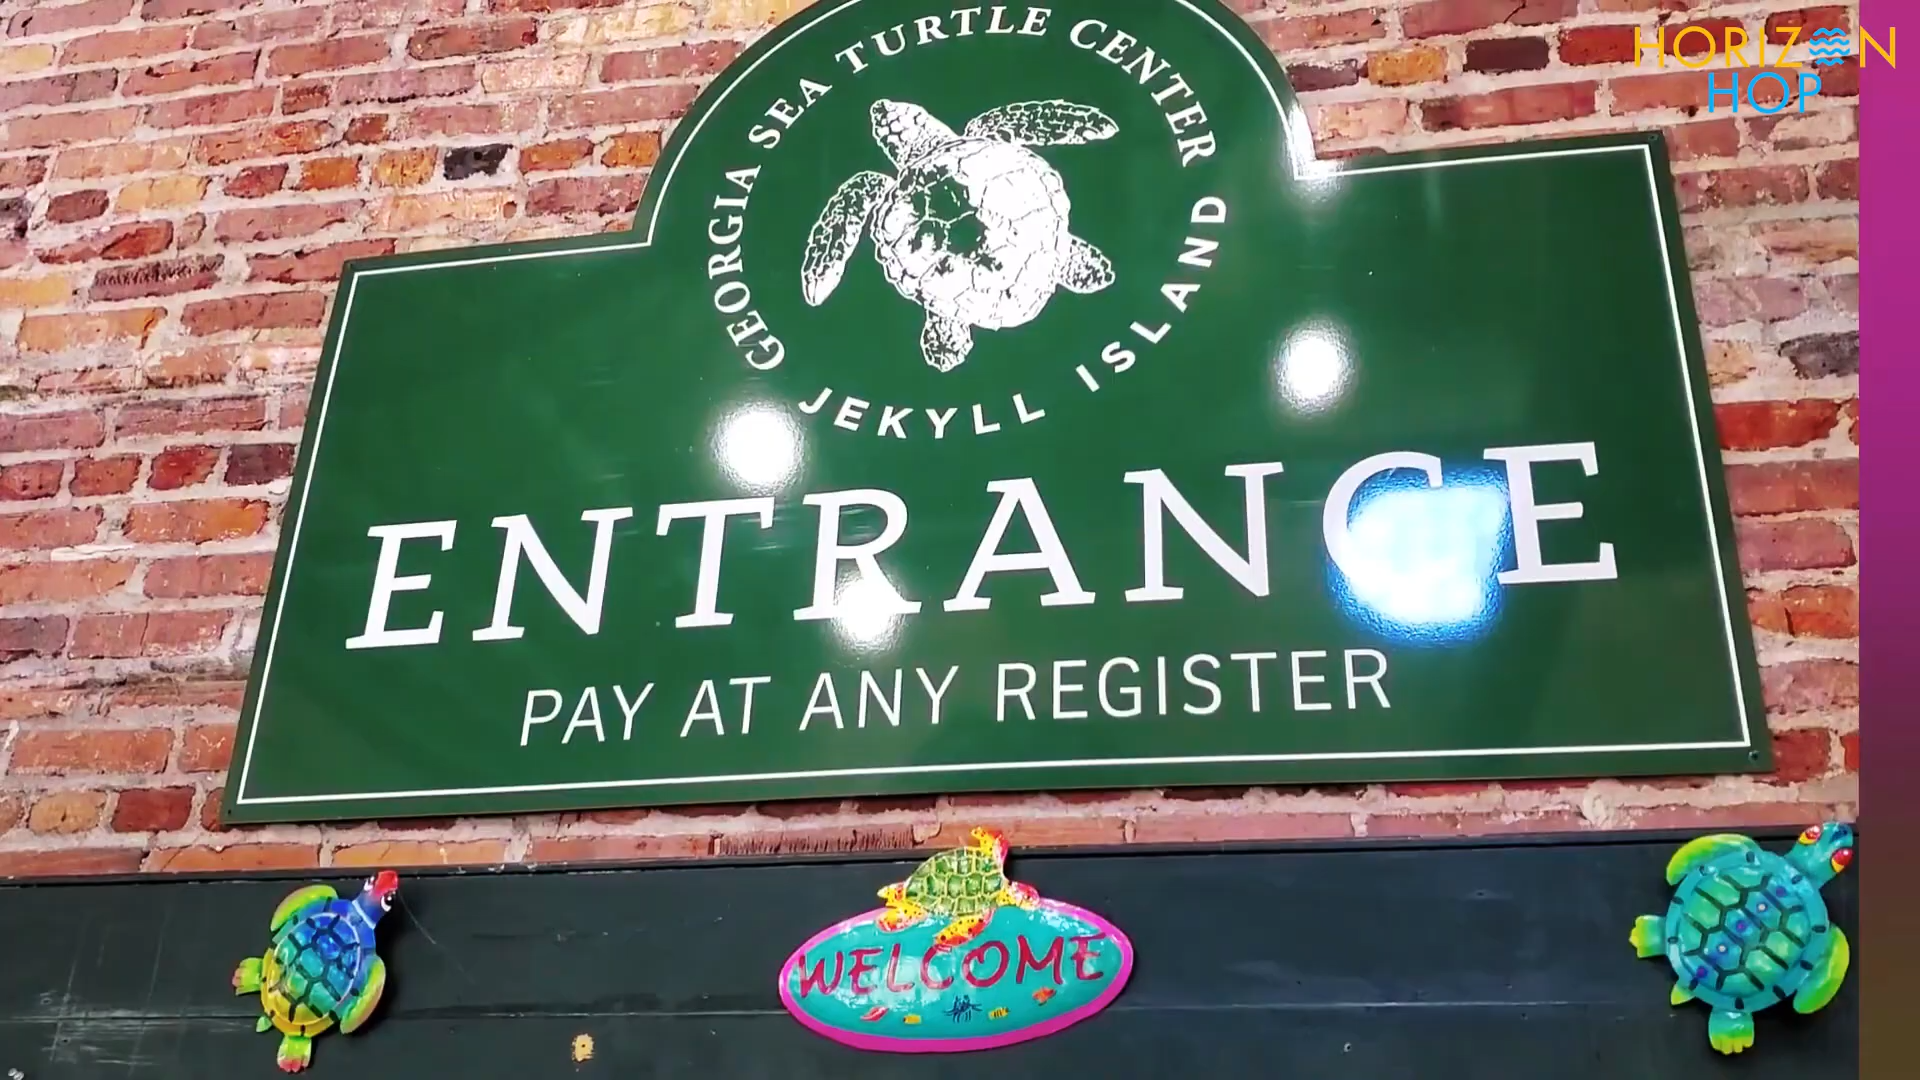 HORIZON
HOP
GEORGIA SEA TURTLE CENTER
JEKYLL ISLAND
ENTRANCE
PAY AT ANY REGISTER
WELCOME